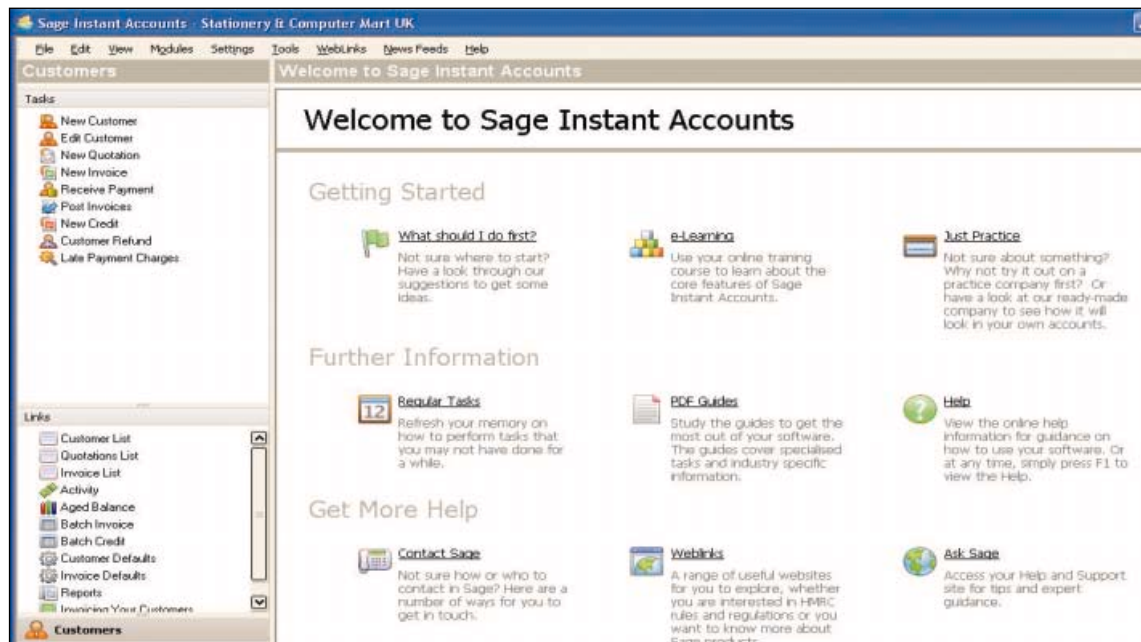 Sage Instant Accounts - Stationery & Computer Mart UK
File Edit View Modules Settings Tools WebLinks News Feeds Help
Customers
Welcome to Sage Instant Accounts
Tasks
New Customer
Edit Customer
New Quotation
New Invoice
Receive Payment
Post Invoices
New Credit
Customer Refund
Late Payment Charges
Links
Customer List
Quotations List
Invoice List
Activity
Aged Balance
Batch Invoice
Batch Credit
Customer Defaults
Invoice Defaults
Reports
Invoicing Your Customers
Customers
Welcome to Sage Instant Accounts
Getting Started
What should I do first?
Not sure where to start?
Have a look through our
suggestions to get some
ideas.
e-Learning
Use your online training
course to learn about the
core features of Sage
Instant Accounts.
Just Practice
Not sure about something?
Why not try it out on a
practice company first? Or
have a look at our ready-made
company to see how it will
look in your own accounts.
Further Information
12
Regular Tasks
Refresh your memory on
how to perform tasks that
you may not have done for
a while.
PDF Guides
Study the guides to get the
most out of your software.
The guides cover specialised
tasks and industry specific
information.
Help
View the online help
information for guidance on
how to use your software. Or
at any time, simply press F1 to
view the Help.
Get More Help
Contact Sage
Not sure how or who to
contact in Sage? Here are a
number of ways for you to
get in touch.
Weblinks
A range of useful websites
for you to explore, whether
you are interested in HMRC
rules and regulations or you
want to know more about
Sage products
Ask Sage
Access your Help and Support
site for tips and expert
guidance.